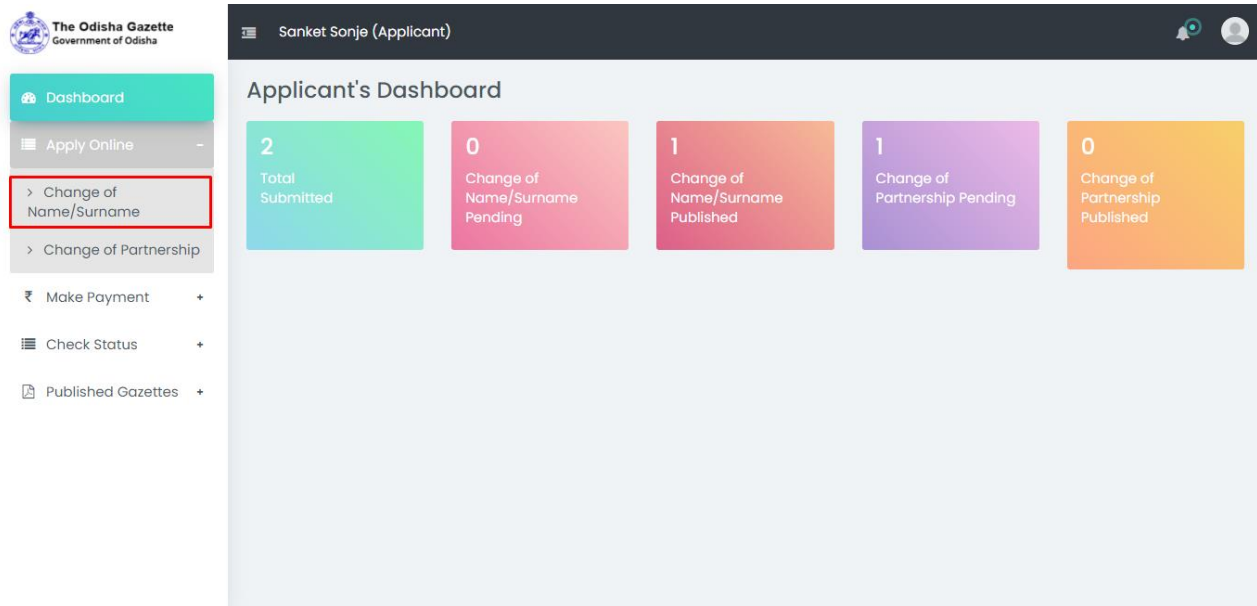 The Odisha Gazette
Government of Odisha
Sanket Sonje (Applicant)
Dashboard
Apply Online -
> Change of
Name/Surname
> Change of Partnership
₹ Make Payment +
Check Status +
Published Gazettes +
Applicant's Dashboard
2
Total
Submitted
0
Change of
Name/Surname
Pending
1
Change of
Name/Surname
Published
1
Change of
Partnership Pending
0
Change of
Partnership
Published